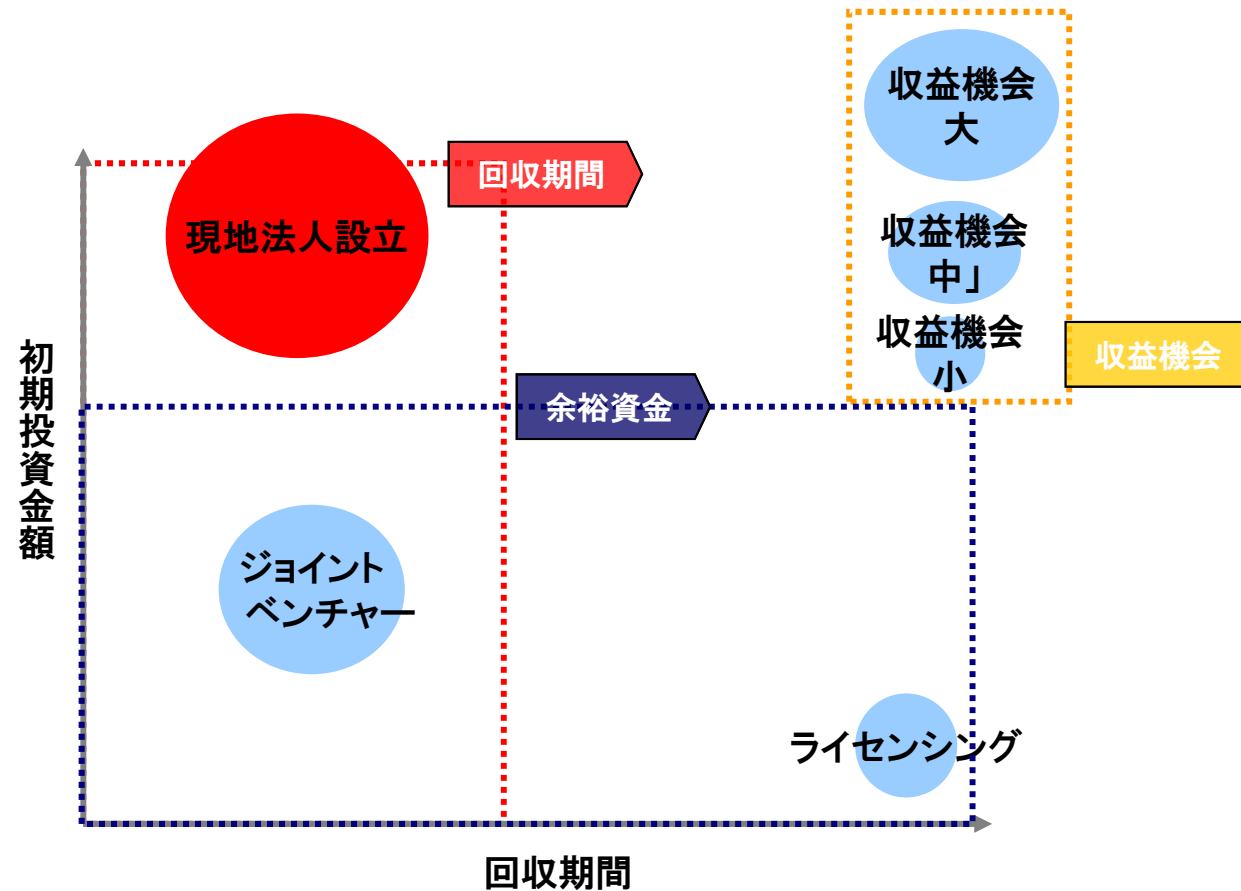 収益機会
大
回収期間
現地法人設立
収益機会
中」
収益機会
小
収益機会
余裕資金
初期投資金額
ジョイント
ベンチャー
ライセンシング
回収期間